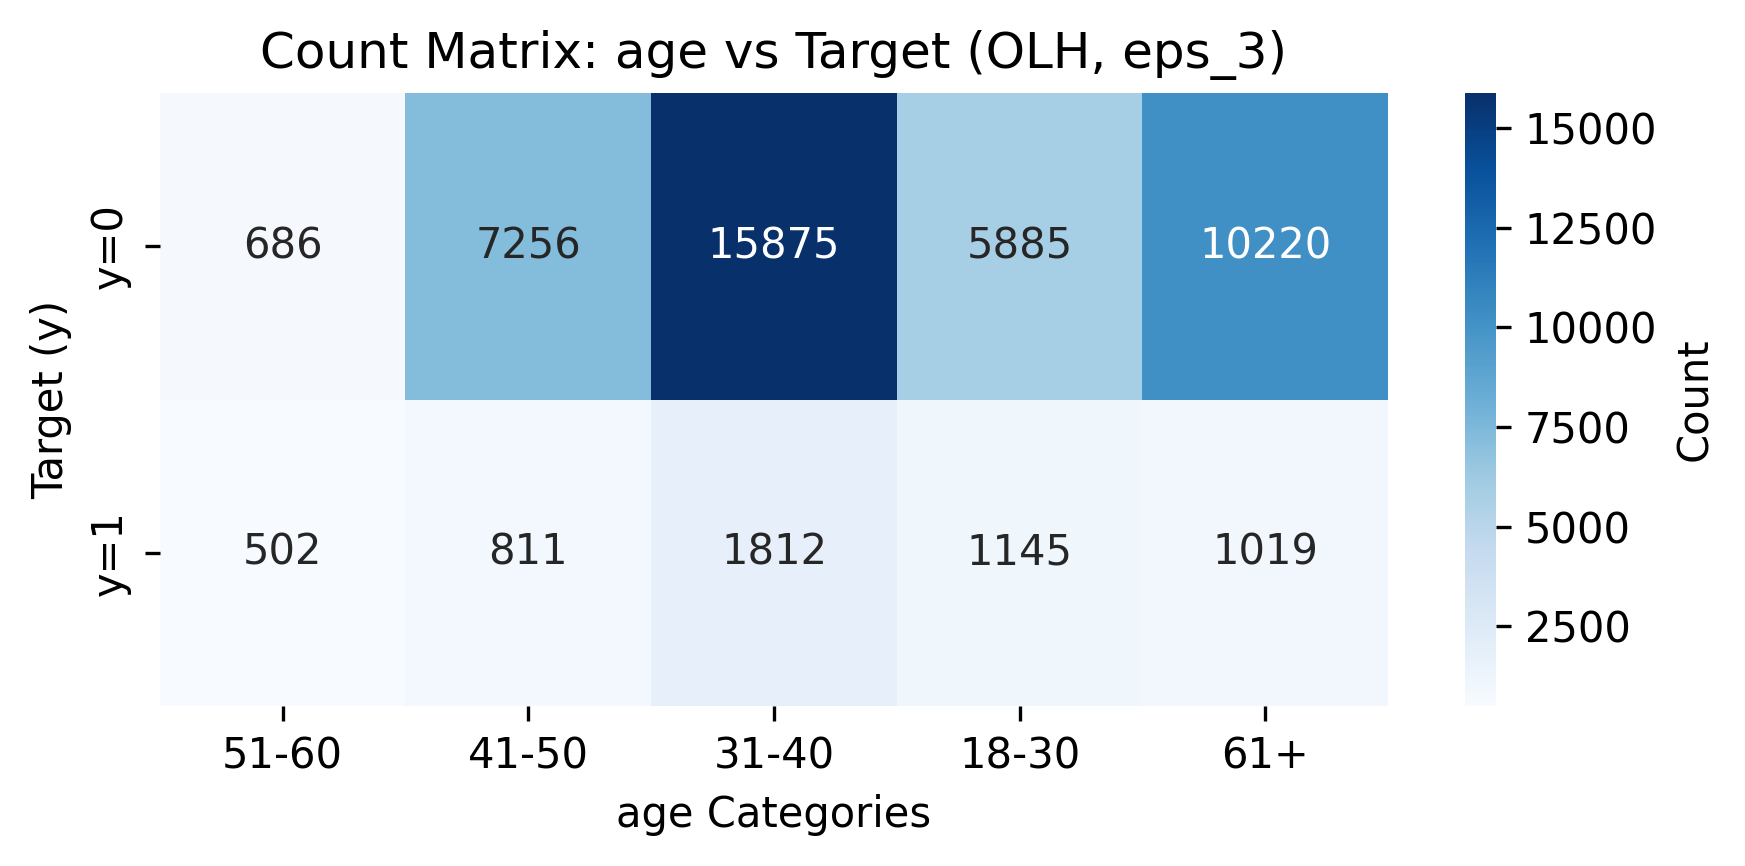 Count Matrix: age vs Target (OLH, eps_3)
Target (y)
y=0
686 7256 15875 5885 10220
y=1
502 811 1812 1145 1019
51-60 41-50 31-40 18-30 61+
age Categories
15000
12500
10000
7500
5000
2500
Count